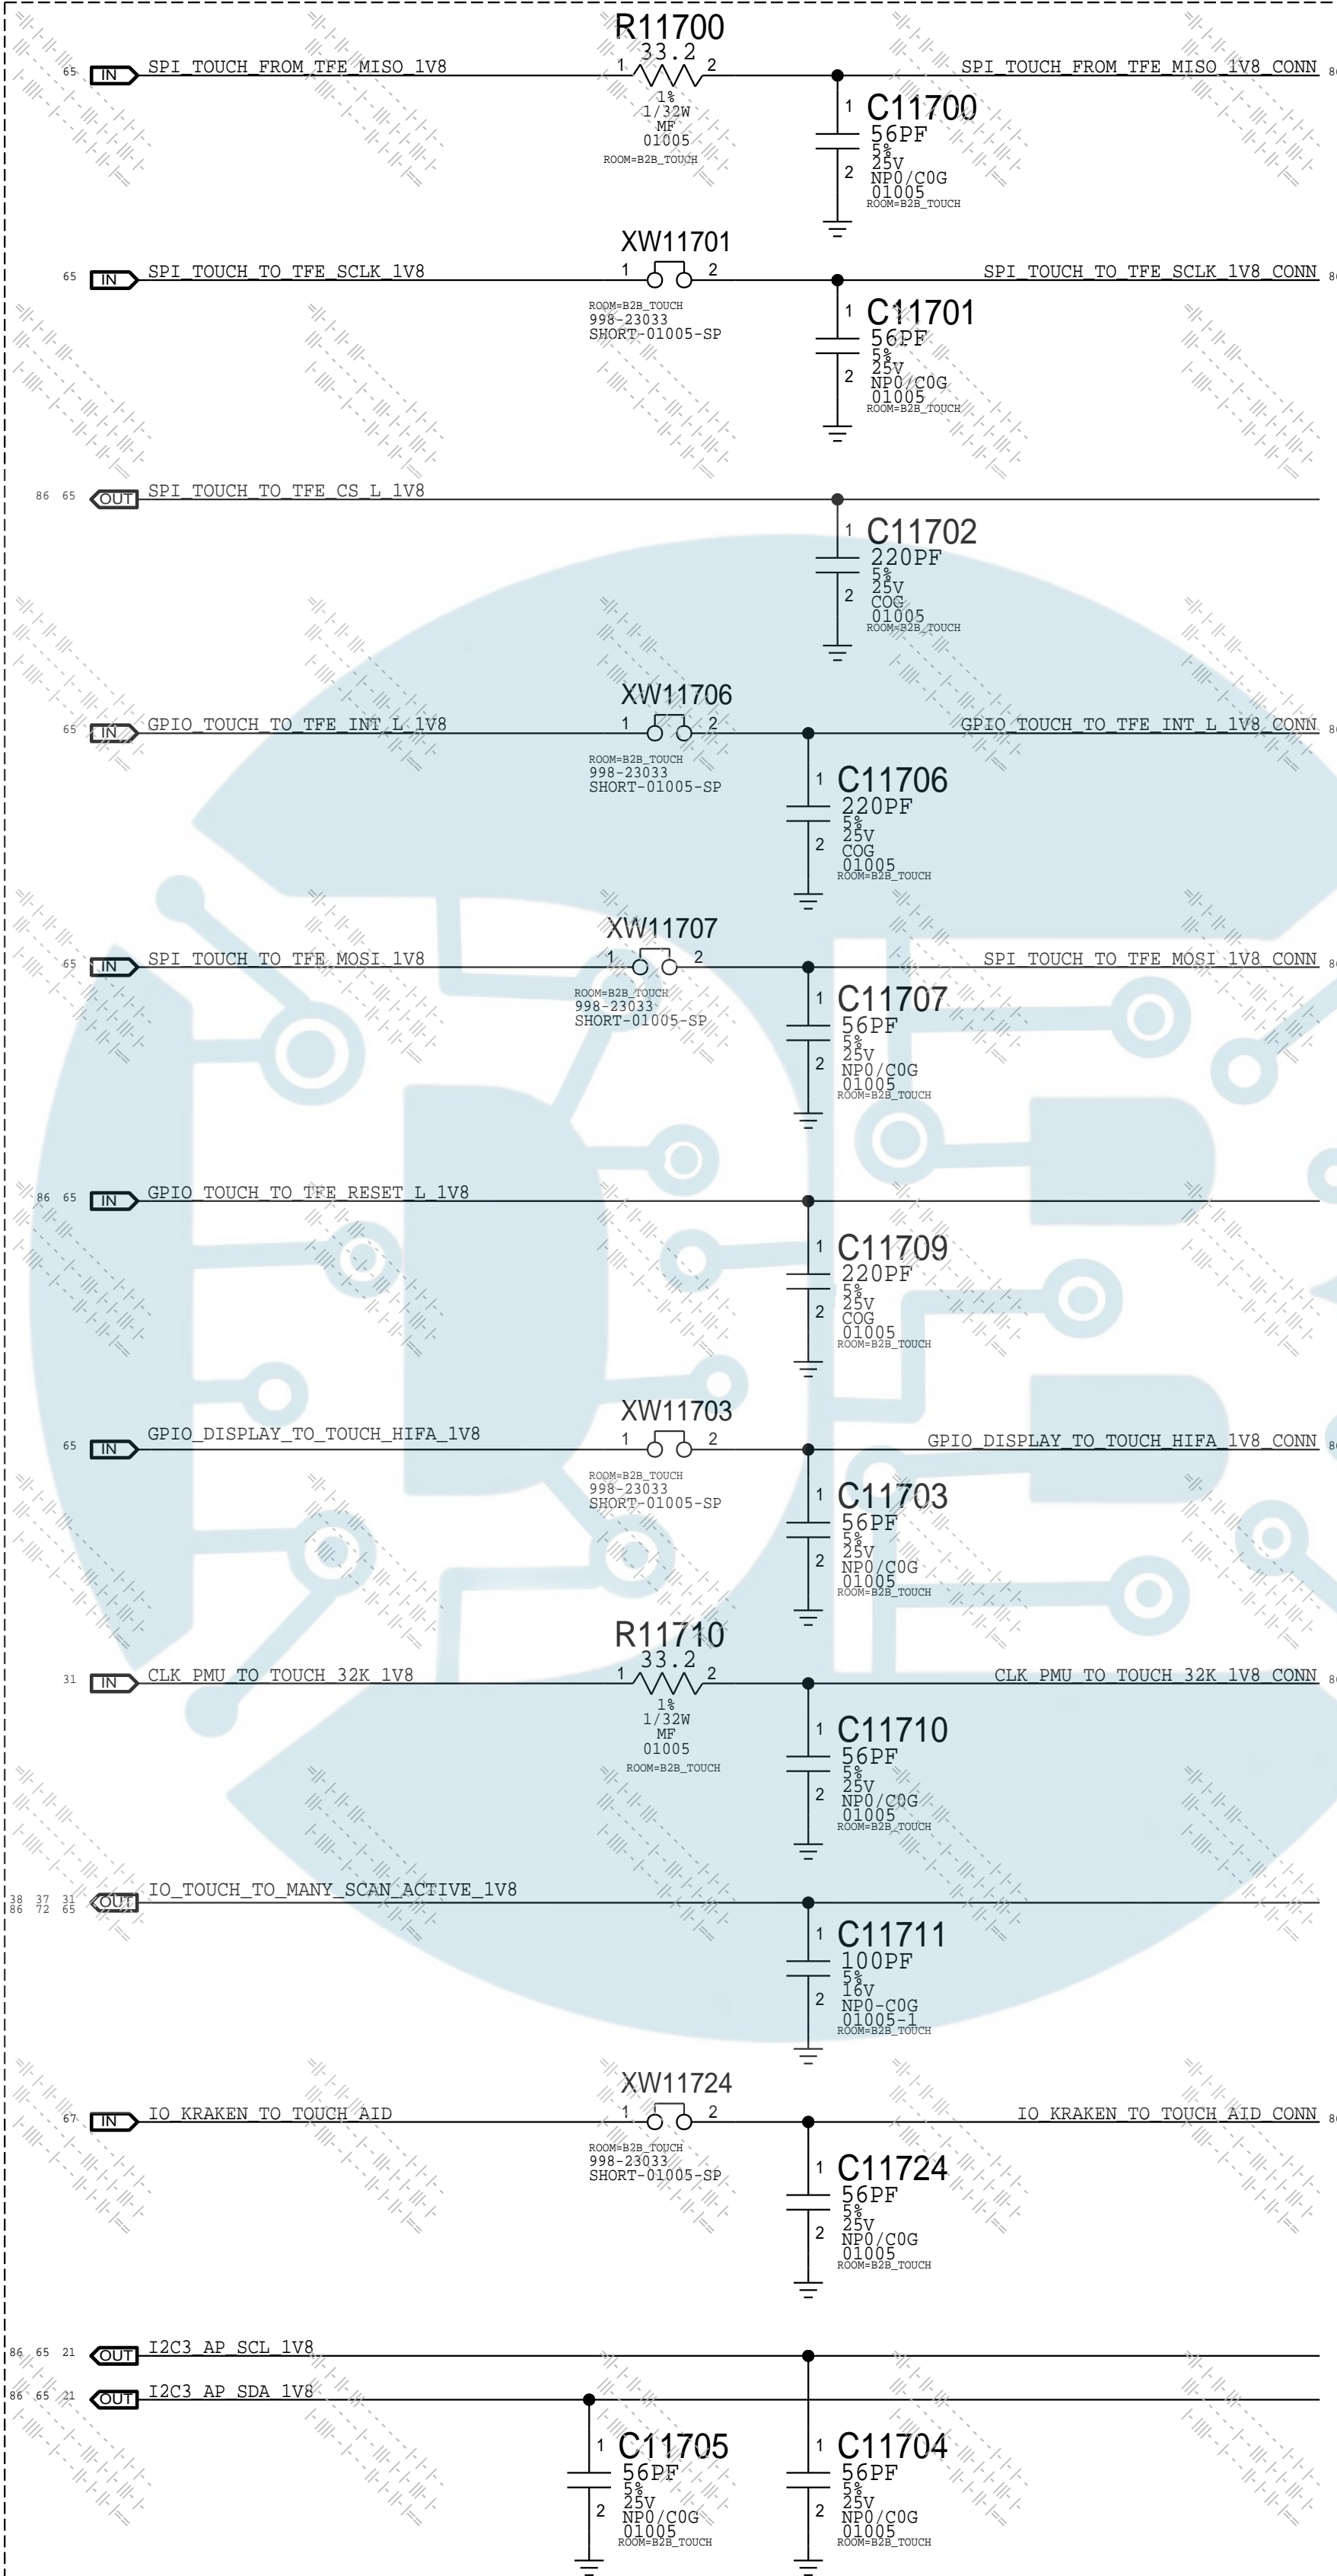 R11700
33.2
65 IN SPI_TOUCH_FROM_TFE_MISO_1V8 1 2 SPI_TOUCH_FROM_TFE_MISO_1V8_CONN
1%
1/32W
MF
01005
ROOM=B2B_TOUCH
1 C11700
56PF
5%
25V
2 NP0/C0G
01005
ROOM=B2B_TOUCH
XW11701
65 IN SPI_TOUCH_TO_TFE_SCLK_1V8 1 2 SPI_TOUCH_TO_TFE_SCLK_1V8_CONN
ROOM=B2B_TOUCH
998-23033
SHORT-01005-SP
1 C11701
56PF
5%
25V
2 NP0/C0G
01005
ROOM=B2B_TOUCH
86 65 OUT SPI_TOUCH_TO_TFE_CS_L_1V8
1 C11702
220PF
5%
25V
2 COG
01005
ROOM=B2B_TOUCH
XW11706
65 IN GPIO_TOUCH_TO_TFE_INT_L_1V8 1 2 GPIO_TOUCH_TO_TFE_INT_L_1V8_CONN
ROOM=B2B_TOUCH
998-23033
SHORT-01005-SP
1 C11706
220PF
5%
25V
2 COG
01005
ROOM=B2B_TOUCH
XW11707
65 IN SPI_TOUCH_TO_TFE_MOSI_1V8 1 2 SPI_TOUCH_TO_TFE_MOSI_1V8_CONN
ROOM=B2B_TOUCH
998-23033
SHORT-01005-SP
1 C11707
56PF
5%
25V
2 NP0/C0G
01005
ROOM=B2B_TOUCH
86 65 IN GPIO_TOUCH_TO_TFE_RESET_L_1V8
1 C11709
220PF
5%
25V
2 COG
01005
ROOM=B2B_TOUCH
XW11703
65 IN GPIO_DISPLAY_TO_TOUCH_HIFA_1V8 1 2 GPIO_DISPLAY_TO_TOUCH_HIFA_1V8_CONN
ROOM=B2B_TOUCH
998-23033
SHORT-01005-SP
1 C11703
56PF
5%
25V
2 NP0/C0G
01005
ROOM=B2B_TOUCH
R11710
33.2
31 IN CLK_PMU_TO_TOUCH_32K_1V8 1 2 CLK_PMU_TO_TOUCH_32K_1V8_CONN
1%
1/32W
MF
01005
ROOM=B2B_TOUCH
1 C11710
56PF
5%
25V
2 NP0/C0G
01005
ROOM=B2B_TOUCH
38 37 31
86 72 65 OUT IO_TOUCH_TO_MANY_SCAN_ACTIVE_1V8
1 C11711
100PF
5%
16V
2 NP0-C0G
01005-1
ROOM=B2B_TOUCH
XW11724
67 IN IO_KRAKEN_TO_TOUCH_AID 1 2 IO_KRAKEN_TO_TOUCH_AID_CONN
ROOM=B2B_TOUCH
998-23033
SHORT-01005-SP
1 C11724
56PF
5%
25V
2 NP0/C0G
01005
ROOM=B2B_TOUCH
86 65 21 OUT I2C3_AP_SCL_1V8
86 65 21 OUT I2C3_AP_SDA_1V8
1 C11705
56PF
5%
25V
2 NP0/C0G
01005
ROOM=B2B_TOUCH
1 C11704
56PF
5%
25V
2 NP0/C0G
01005
ROOM=B2B_TOUCH